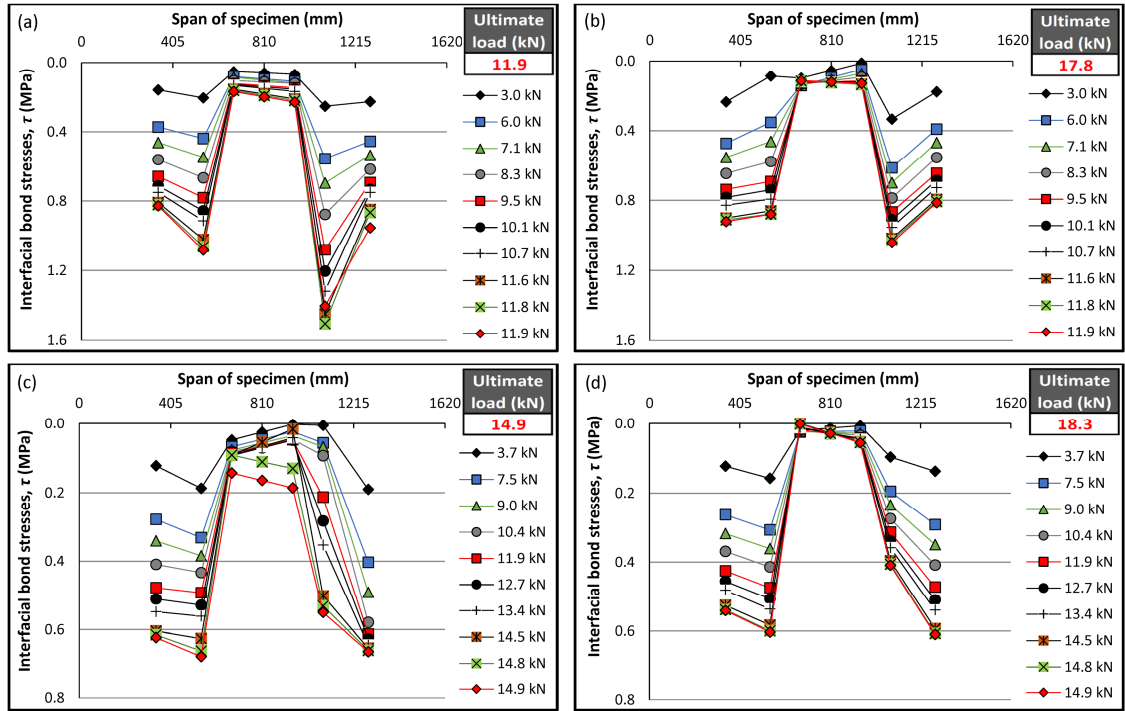 (a)
Span of specimen (mm)
Ultimate
load (kN)
11.9
0 405 810 1215 1620
0.0
0.4
0.8
1.2
1.6
Interfacial bond stresses, τ (MPa)
3.0 kN
6.0 kN
7.1 kN
8.3 kN
9.5 kN
10.1 kN
10.7 kN
11.6 kN
11.8 kN
11.9 kN
(b)
Span of specimen (mm)
Ultimate
load (kN)
17.8
0 405 810 1215 1620
0.0
0.4
0.8
1.2
1.6
Interfacial bond stresses, τ (MPa)
3.0 kN
6.0 kN
7.1 kN
8.3 kN
9.5 kN
10.1 kN
10.7 kN
11.6 kN
11.8 kN
11.9 kN
(c)
Span of specimen (mm)
Ultimate
load (kN)
14.9
0 405 810 1215 1620
0.0
0.2
0.4
0.6
0.8
Interfacial bond stresses, τ (MPa)
3.7 kN
7.5 kN
9.0 kN
10.4 kN
11.9 kN
12.7 kN
13.4 kN
14.5 kN
14.8 kN
14.9 kN
(d)
Span of specimen (mm)
Ultimate
load (kN)
18.3
0 405 810 1215 1620
0.0
0.2
0.4
0.6
0.8
Interfacial bond stresses, τ (MPa)
3.7 kN
7.5 kN
9.0 kN
10.4 kN
11.9 kN
12.7 kN
13.4 kN
14.5 kN
14.8 kN
14.9 kN